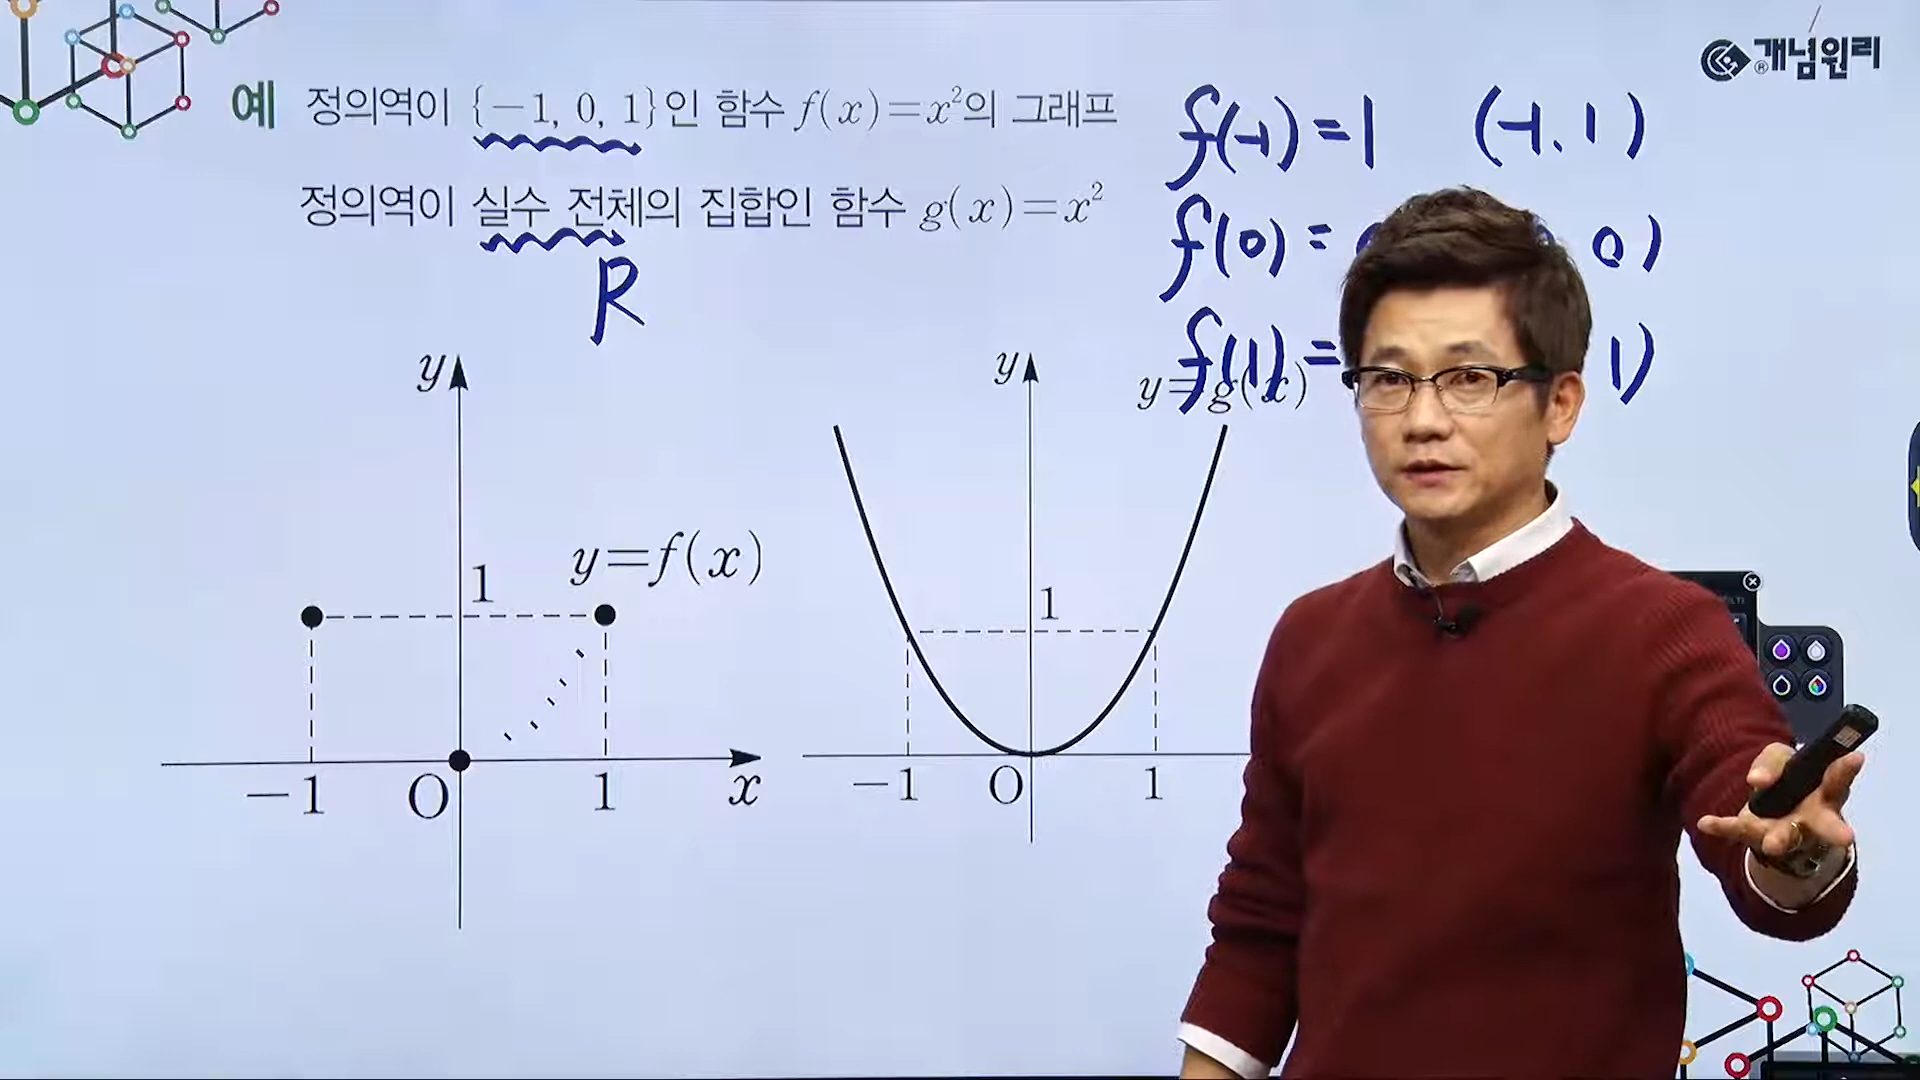 개념원리
예 정의역이 {−1, 0, 1}인 함수 f(x)=x²의 그래프
정의역이 실수 전체의 집합인 함수 g(x)=x²
R
f(-1)=1 (-1, 1)
f(0)= 0)
f(1)= 1)
y
1
y=f(x)
−1 O 1 x
y
y=g(x)
1
−1 O 1